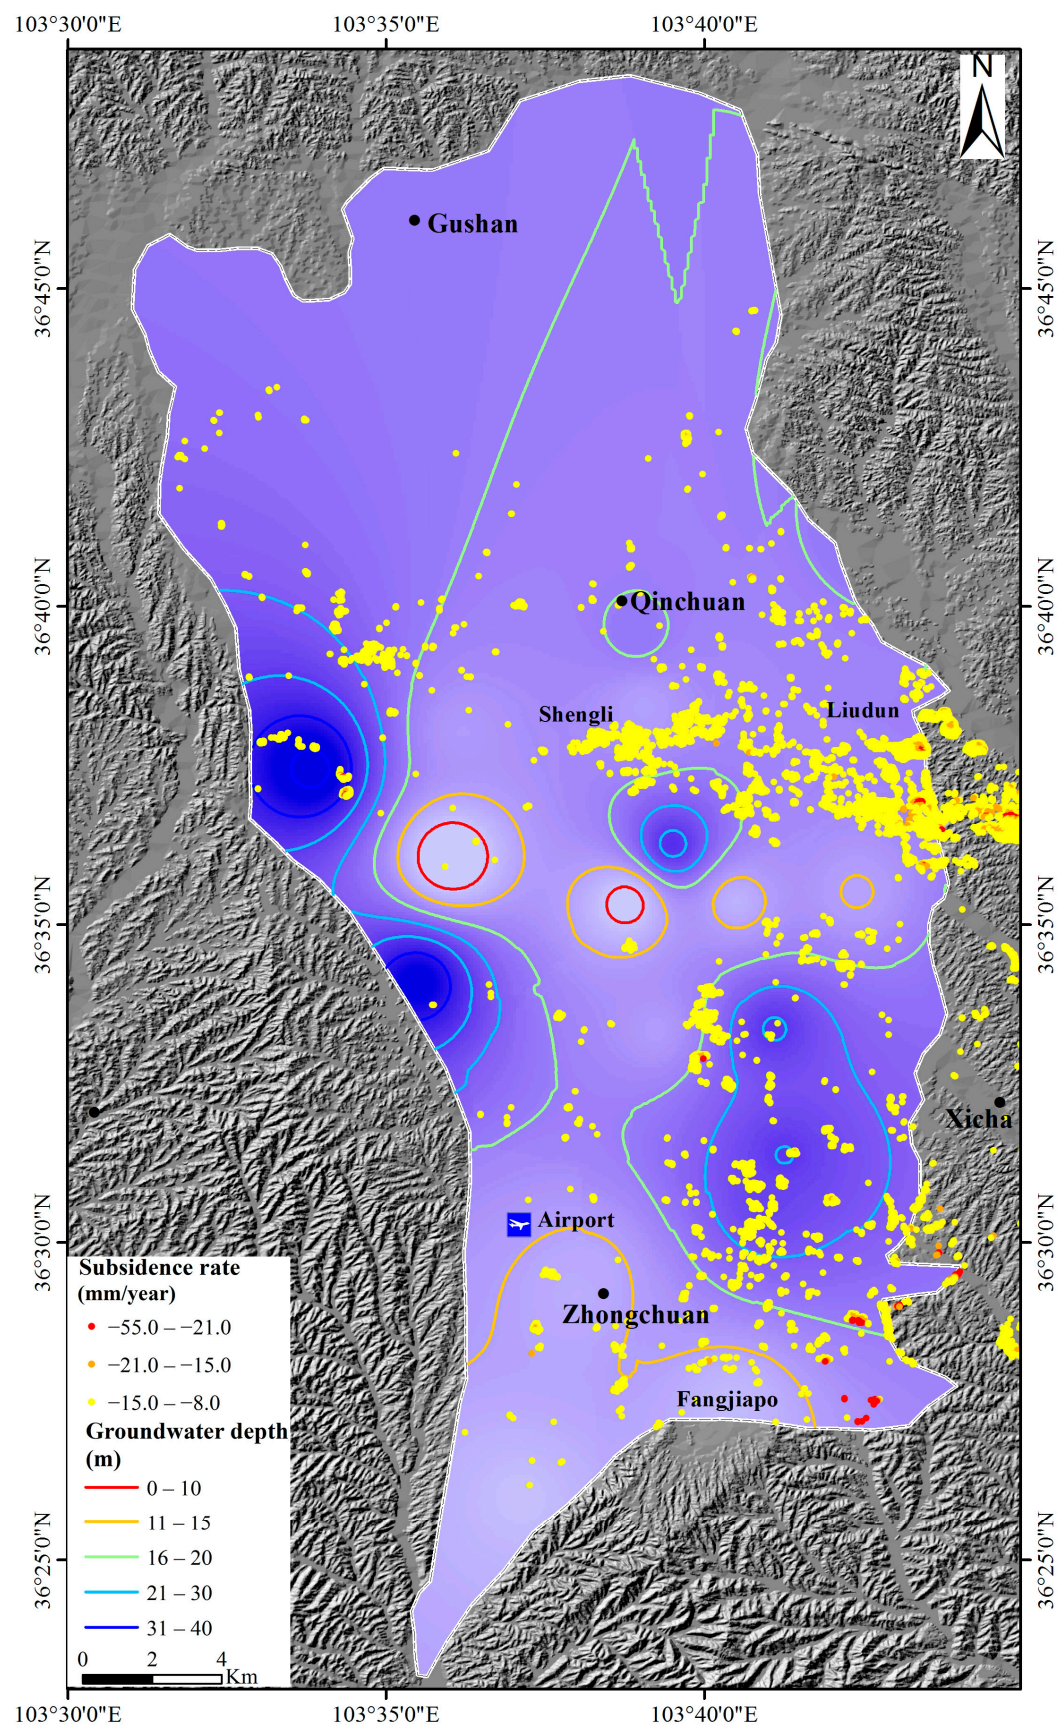 103°30'0"E 103°35'0"E 103°40'0"E
N
Gushan
36°45'0"N 36°45'0"N
Qinchuan
36°40'0"N 36°40'0"N
Shengli
Liudun
36°35'0"N 36°35'0"N
Xicha
Airport
36°30'0"N 36°30'0"N
Zhongchuan
Fangjiapo
Subsidence rate
(mm/year)
−55.0 – −21.0
−21.0 – −15.0
−15.0 – −8.0
Groundwater depth
(m)
0 – 10
11 – 15
16 – 20
21 – 30
31 – 40
36°25'0"N 36°25'0"N
0 2 4
Km
103°30'0"E 103°35'0"E 103°40'0"E